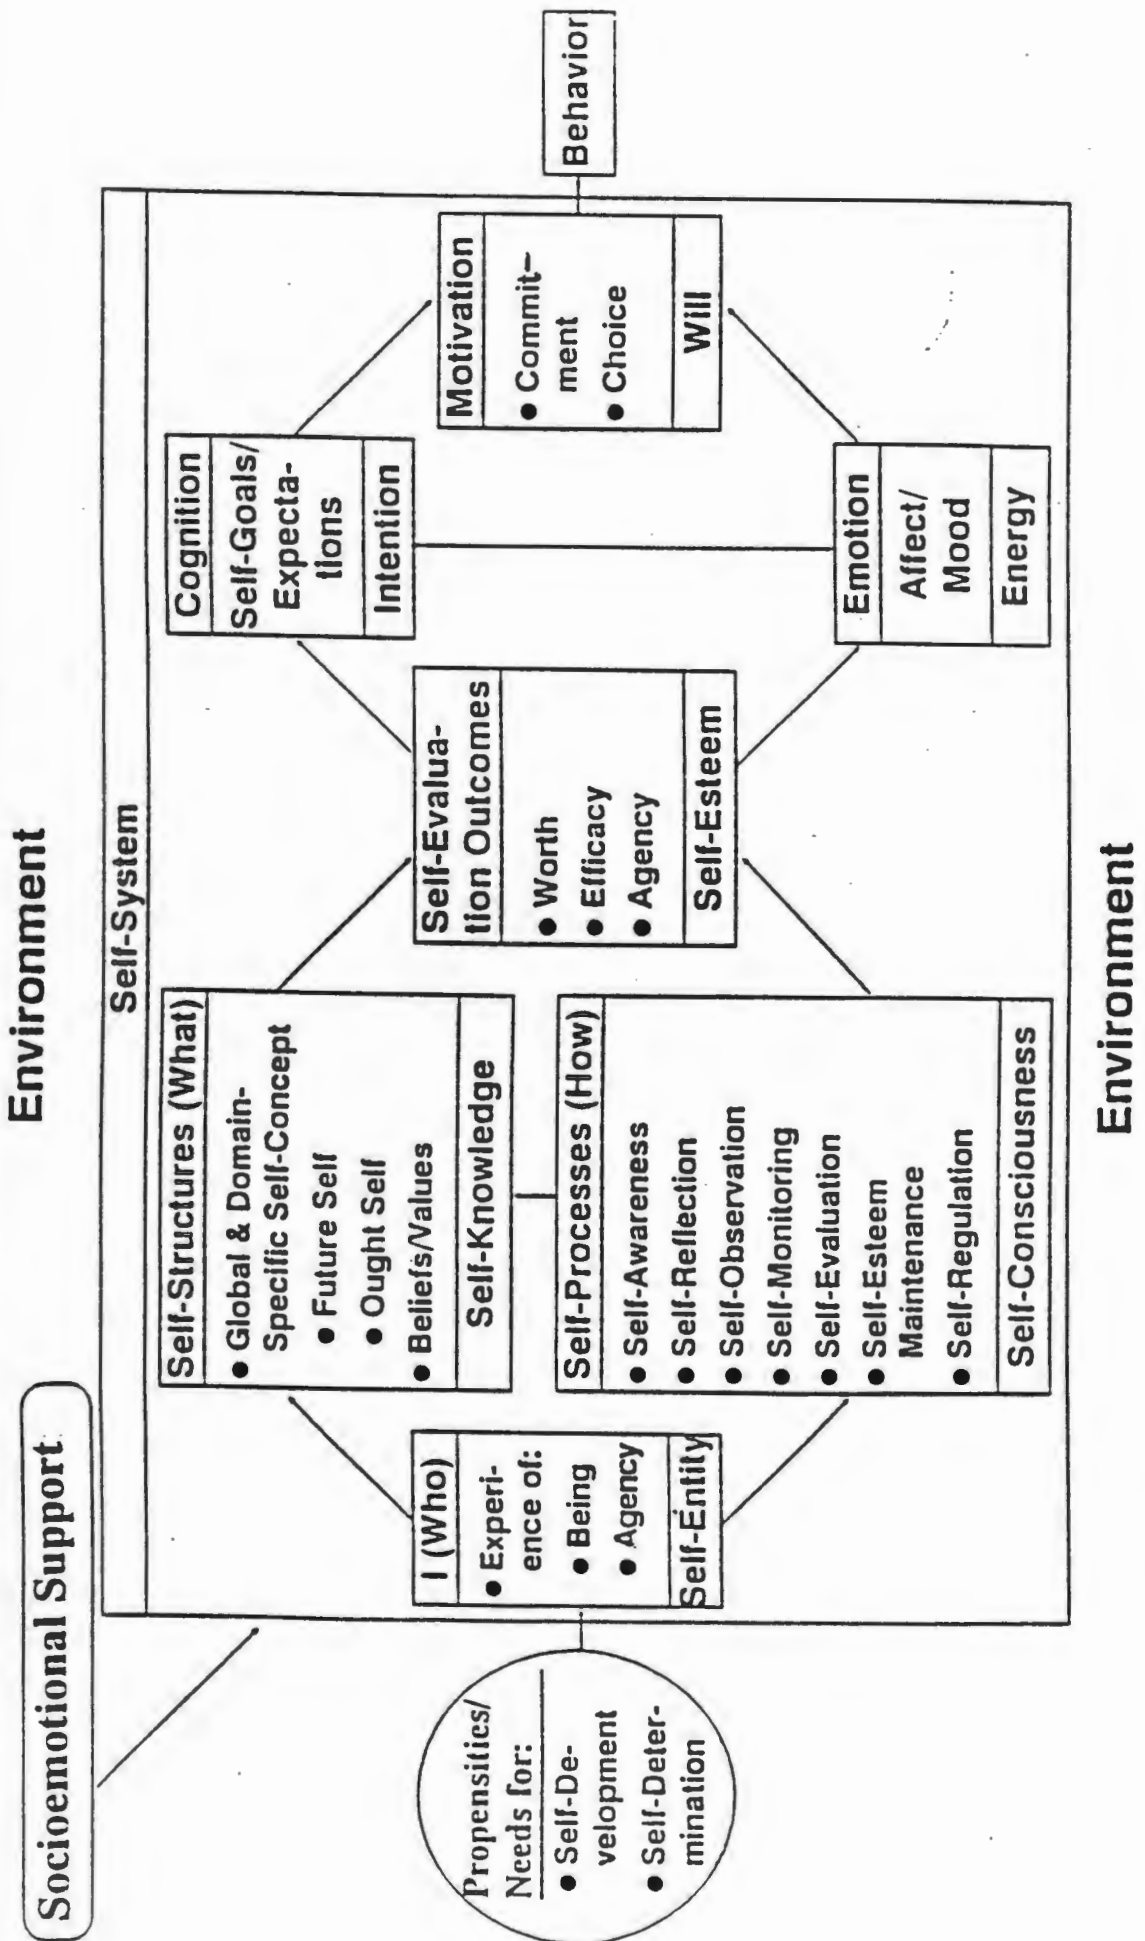 Environment
Socioemotional Support
Self-System
Propensities/
Needs for:
● Self-De-
velopment
● Self-Deter-
mination
I (Who)
● Experi-
ence of:
● Being
● Agency
Self-Entity
Self-Structures (What)
● Global & Domain-
Specific Self-Concept
● Future Self
● Ought Self
● Beliefs/Values
Self-Knowledge
Self-Processes (How)
● Self-Awareness
● Self-Reflection
● Self-Observation
● Self-Monitoring
● Self-Evaluation
● Self-Esteem
Maintenance
● Self-Regulation
Self-Consciousness
Self-Evalua-
tion Outcomes
● Worth
● Efficacy
● Agency
Self-Esteem
Cognition
Self-Goals/
Expecta-
tions
Intention
Emotion
Affect/
Mood
Energy
Motivation
● Commit-
ment
● Choice
Will
Behavior
Environment